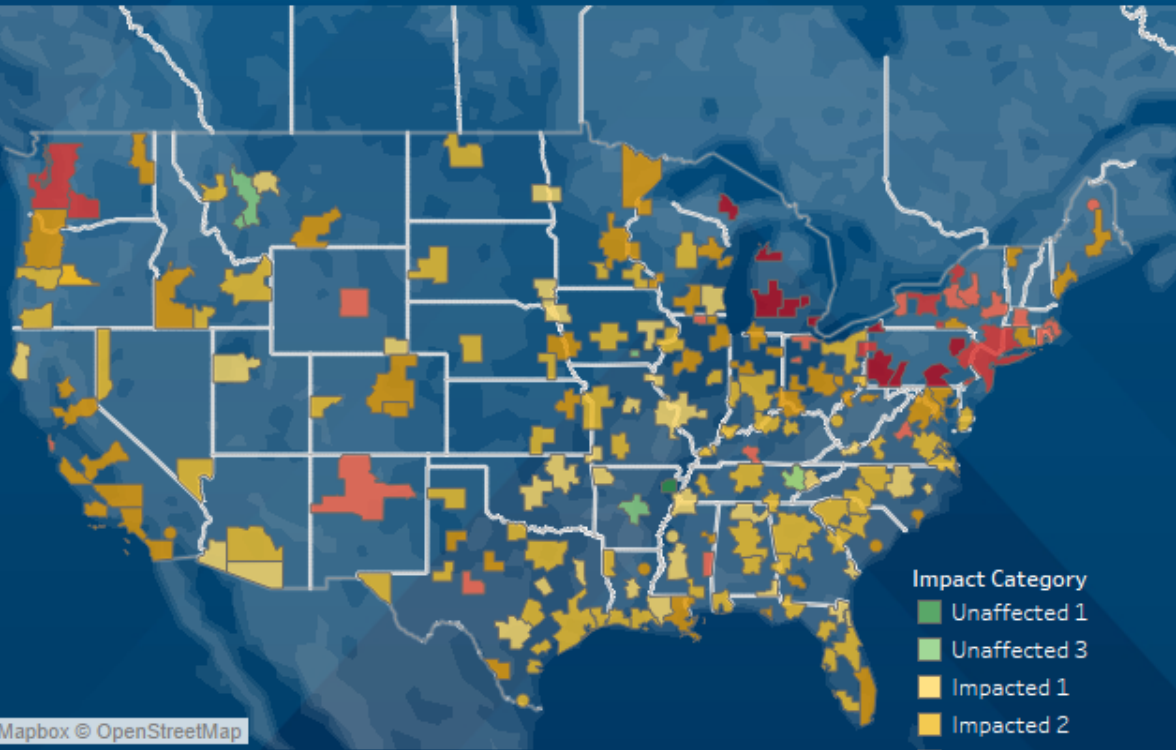 Impact Category
Unaffected 1
Unaffected 3
Impacted 1
Impacted 2
Mapbox © OpenStreetMap